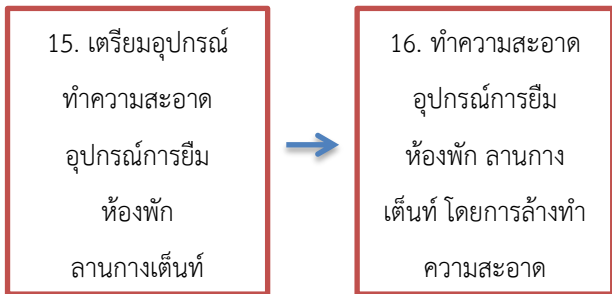 15. เตรียมอุปกรณ์
ทำความสะอาด
อุปกรณ์การยืม
ห้องพัก
ลานกางเต็นท์
16. ทำความสะอาด
อุปกรณ์การยืม
ห้องพัก ลานกาง
เต็นท์ โดยการล้างทำ
ความสะอาด